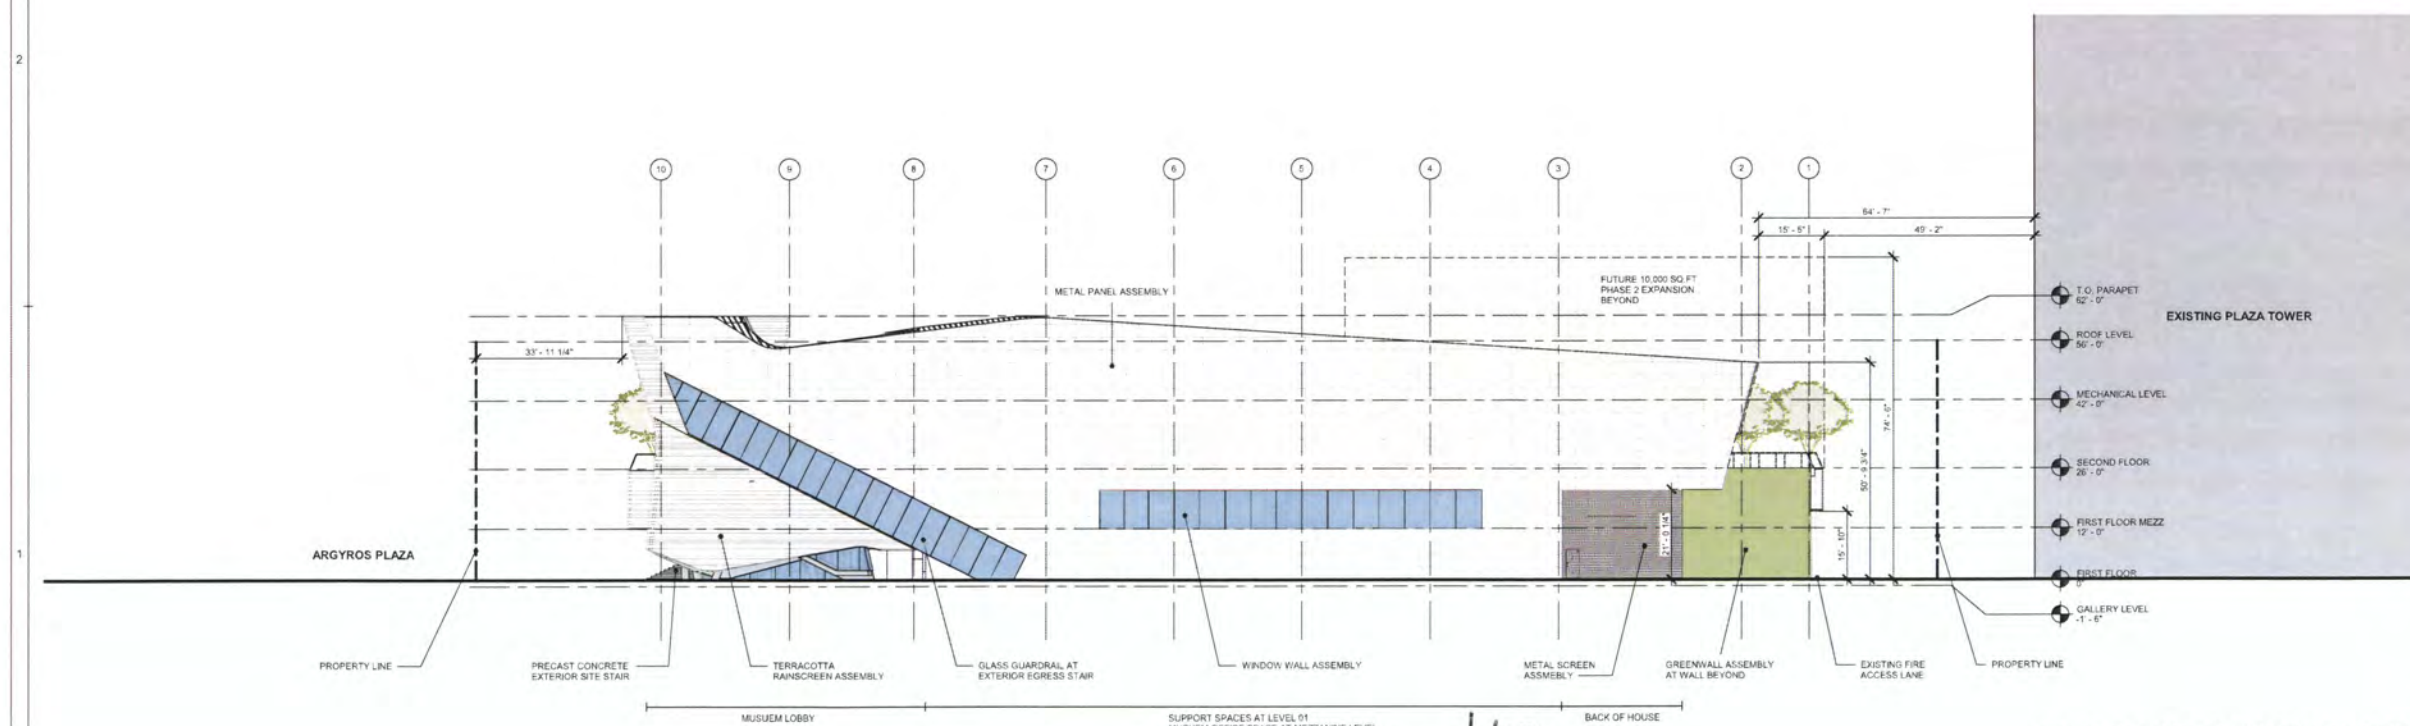 2
10
9
8
7
6
5
4
3
2
1
64' - 7"
15' - 5"
49' - 2"
METAL PANEL ASSEMBLY
FUTURE 10,000 SQ.FT
PHASE 2 EXPANSION
BEYOND
T.O. PARAPET
62' - 0"
EXISTING PLAZA TOWER
ROOF LEVEL
56' - 0"
33' - 11 1/4"
MECHANICAL LEVEL
42' - 0"
74' - 6"
50' - 9 3/4"
SECOND FLOOR
26' - 0"
FIRST FLOOR MEZZ
12' - 0"
21' - 0 1/4"
15' - 10"
1
ARGYROS PLAZA
FIRST FLOOR
0"
GALLERY LEVEL
-1' - 6"
PROPERTY LINE
PRECAST CONCRETE
EXTERIOR SITE STAIR
TERRACOTTA
RAINSCREEN ASSEMBLY
GLASS GUARDRAIL AT
EXTERIOR EGRESS STAIR
WINDOW WALL ASSEMBLY
METAL SCREEN
ASSMEBLY
GREENWALL ASSEMBLY
AT WALL BEYOND
EXISTING FIRE
ACCESS LANE
PROPERTY LINE
MUSUEM LOBBY
SUPPORT SPACES AT LEVEL 01
BACK OF HOUSE